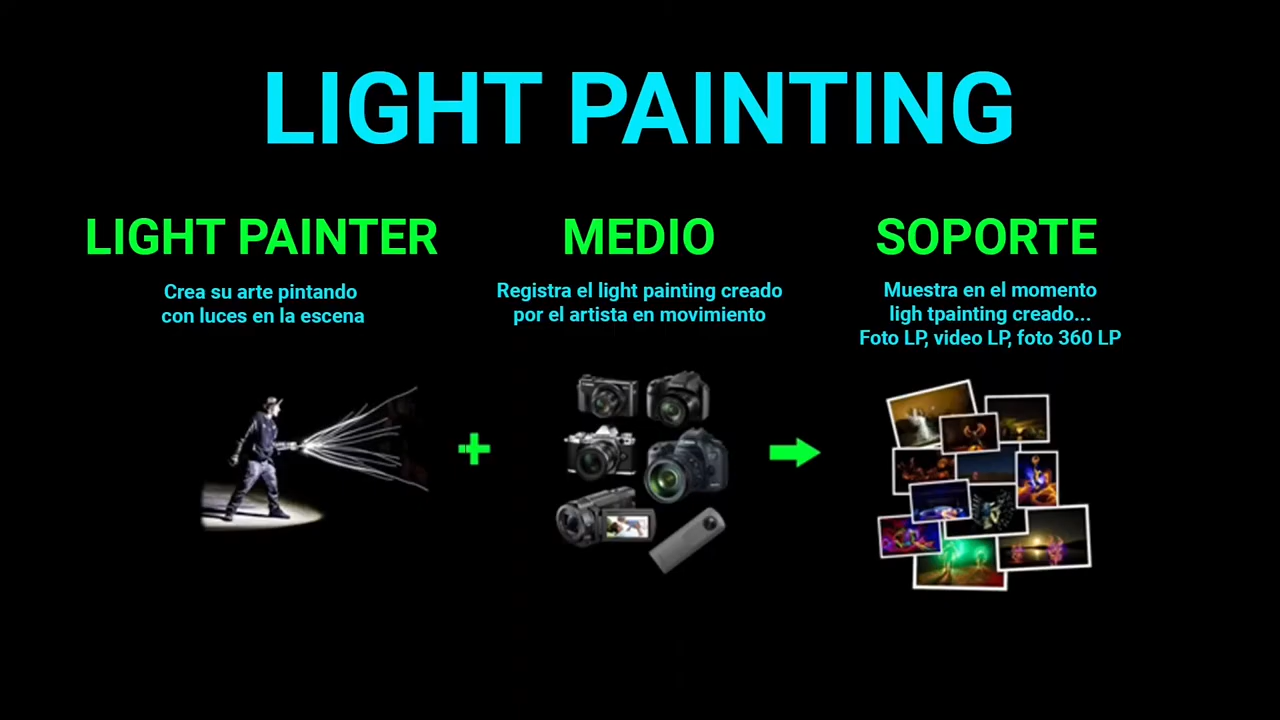 LIGHT PAINTING
LIGHT PAINTER
Crea su arte pintando
con luces en la escena
MEDIO
Registra el light painting creado
por el artista en movimiento
SOPORTE
Muestra en el momento
ligh tpainting creado...
Foto LP, video LP, foto 360 LP